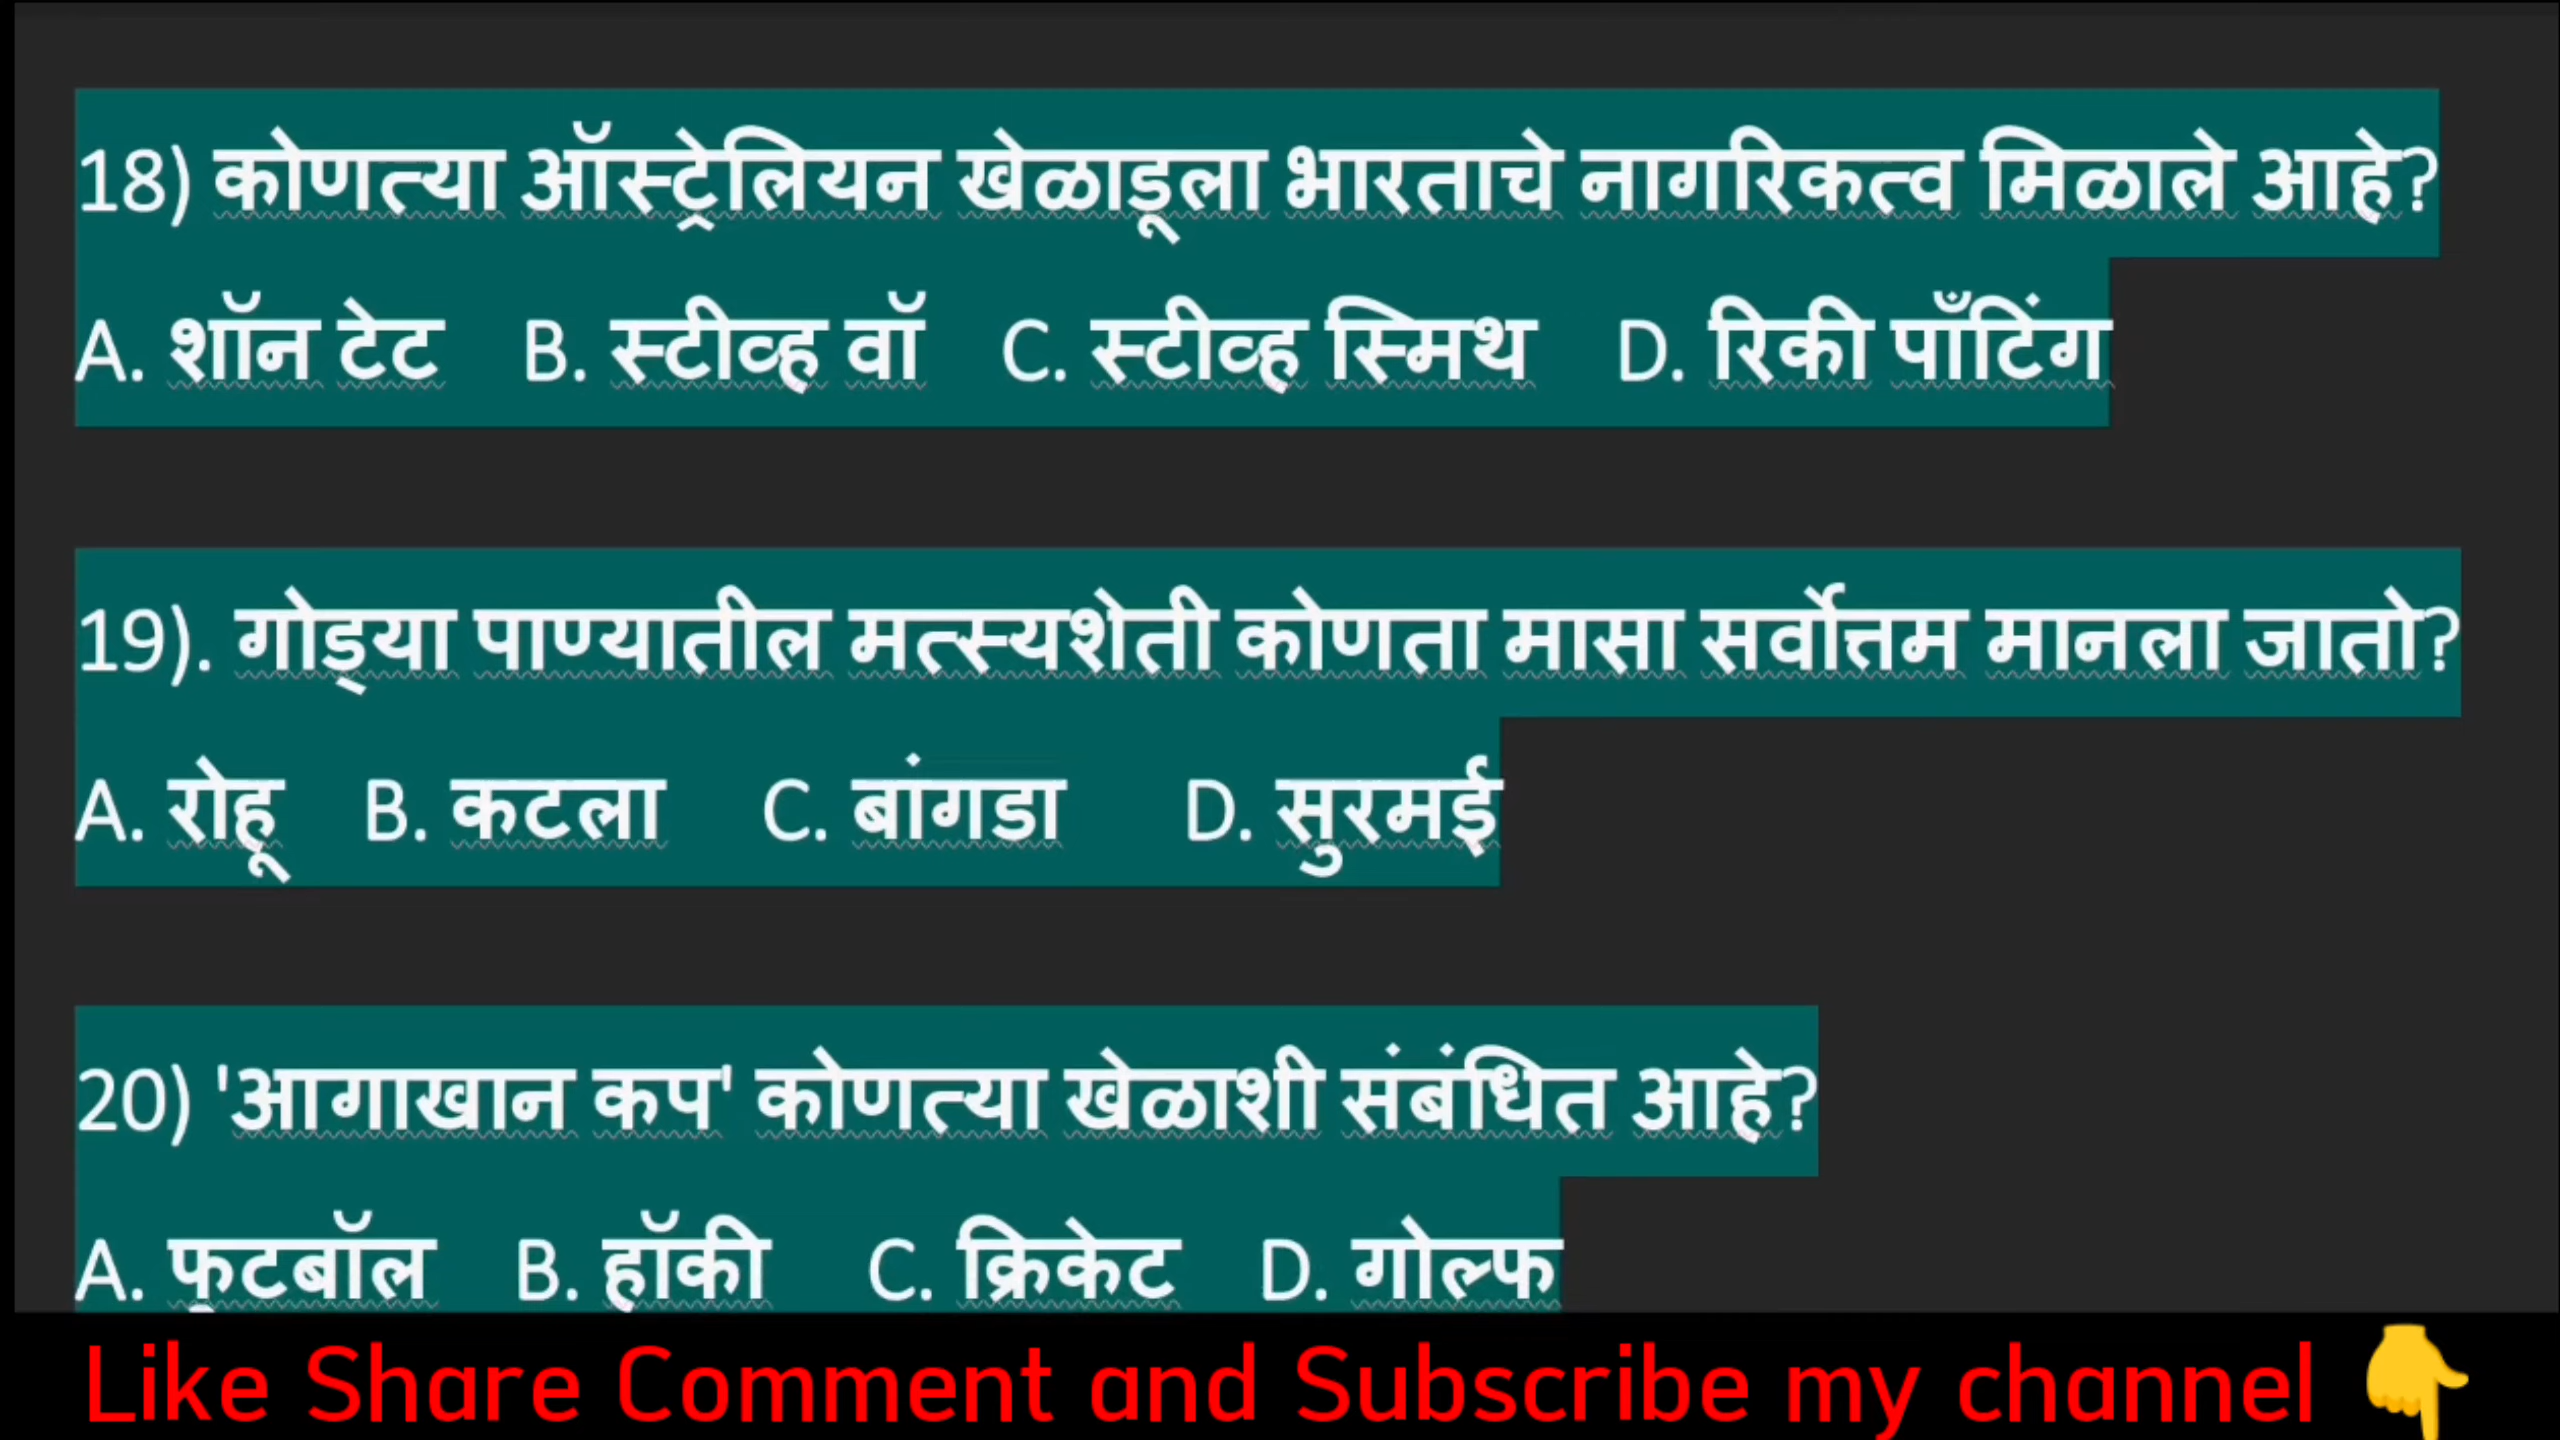 18) कोणत्या ऑस्ट्रेलियन खेळाडूला भारताचे नागरिकत्व मिळाले आहे?
A. शॉन टेट B. स्टीव्ह वॉ C. स्टीव्ह स्मिथ D. रिकी पॉंटिंग
19). गोड्या पाण्यातील मत्स्यशेती कोणता मासा सर्वोत्तम मानला जातो?
A. रोहू B. कटला C. बांगडा D. सुरमई
20) 'आगाखान कप' कोणत्या खेळाशी संबंधित आहे?
A. फुटबॉल B. हॉकी C. क्रिकेट D. गोल्फ
Like Share Comment and Subscribe my channel 👇